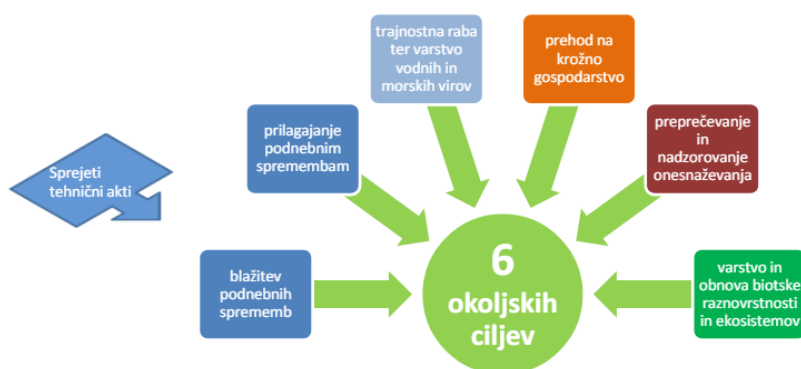 Sprejeti
tehnični akti
blažitev
podnebnih
sprememb
prilagajanje
podnebnim
spremembam
trajnostna raba
ter varstvo
vodnih in
morskih virov
prehod na
krožno
gospodarstvo
preprečevanje
in
nadzorovanje
onesnaževanja
varstvo in
obnova biotske
raznovrstnosti
in ekosistemov
6
okoljskih
ciljev